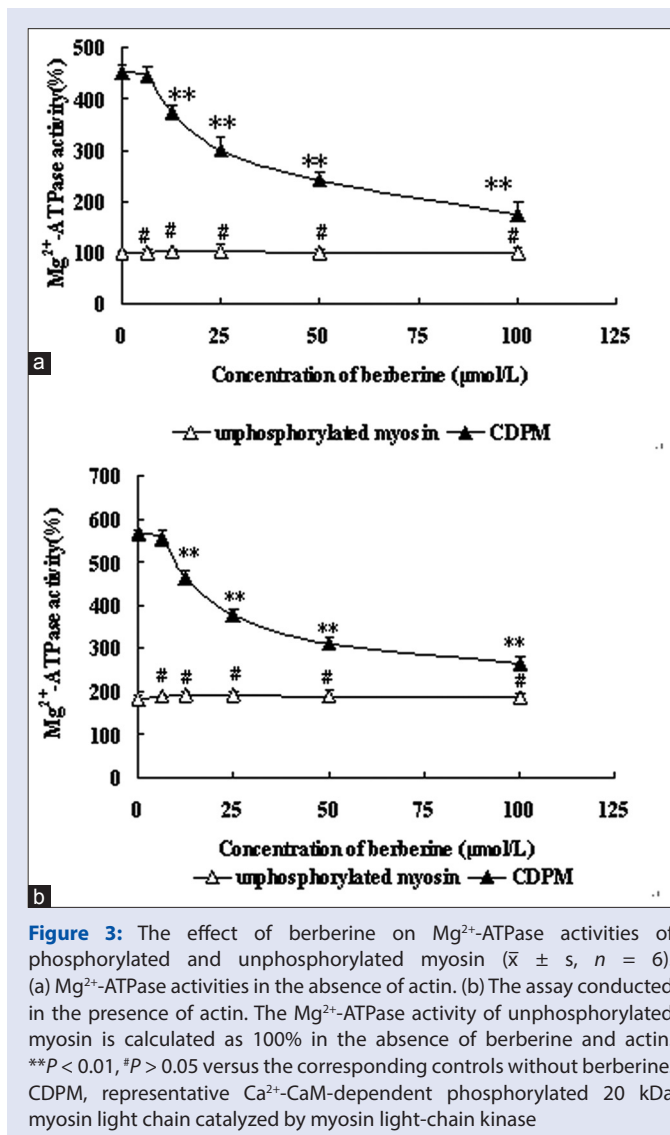 500
400
300
200
100
0
Mg2+-ATPase activity(%)
**
**
**
**
# # # # #
0 25 50 75 100 125
Concentration of berberine (μmol/L)
a
unphosphorylated myosin CDPM
700
600
500
400
300
200
100
0
Mg2+-ATPase activity(%)
**
**
**
**
# # # # #
0 25 50 75 100 125
Concentration of berberine (μmol/L)
unphosphorylated myosin CDPM
b
Figure 3: The effect of berberine on Mg2+-ATPase activities of
phosphorylated and unphosphorylated myosin (x̄ ± s, n = 6)
(a) Mg2+-ATPase activities in the absence of actin. (b) The assay conducted
in the presence of actin. The Mg2+-ATPase activity of unphosphorylated
myosin is calculated as 100% in the absence of berberine and actin
**P < 0.01, #P > 0.05 versus the corresponding controls without berberine
CDPM, representative Ca2+-CaM-dependent phosphorylated 20 kDa
myosin light chain catalyzed by myosin light-chain kinase